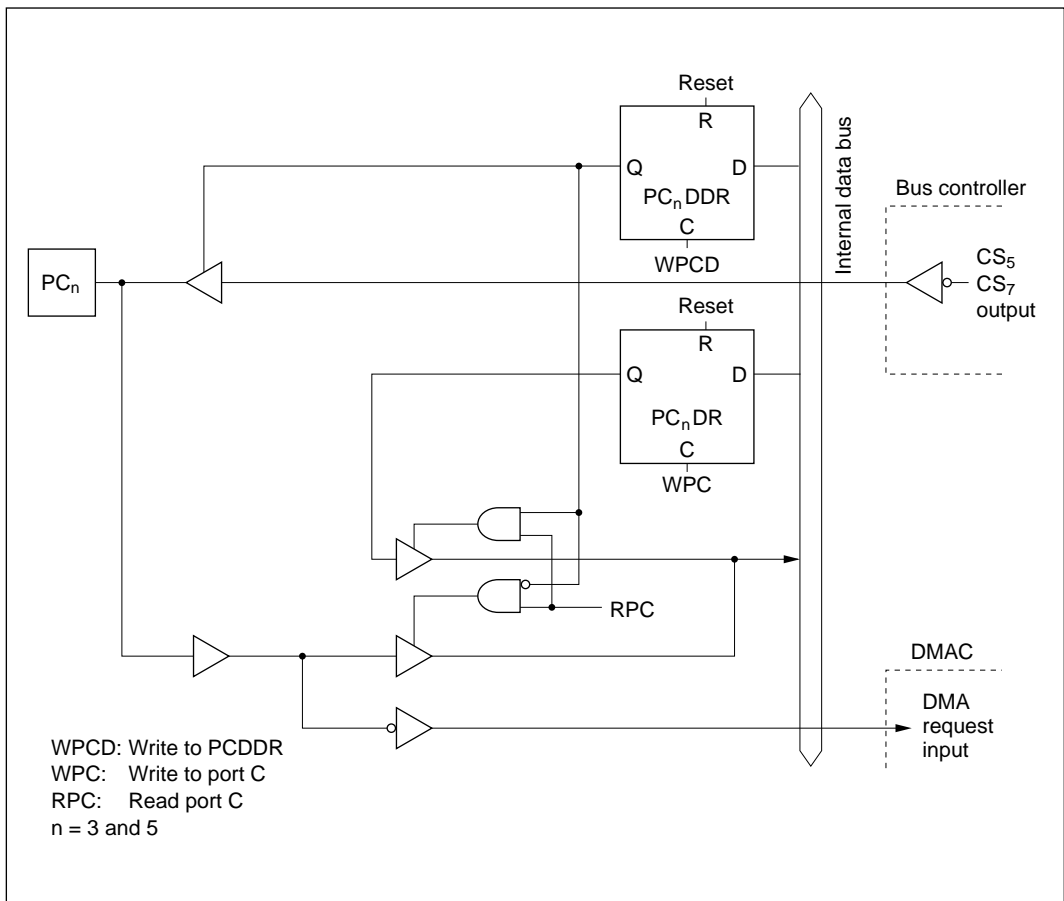 Reset
R
Q
D
PCnDDR
C
WPCD
Internal data bus
Bus controller
CS5
CS7
output
PCn
Reset
R
Q
D
PCnDR
C
WPC
RPC
DMAC
DMA
request
input
WPCD: Write to PCDDR
WPC: Write to port C
RPC: Read port C
n = 3 and 5